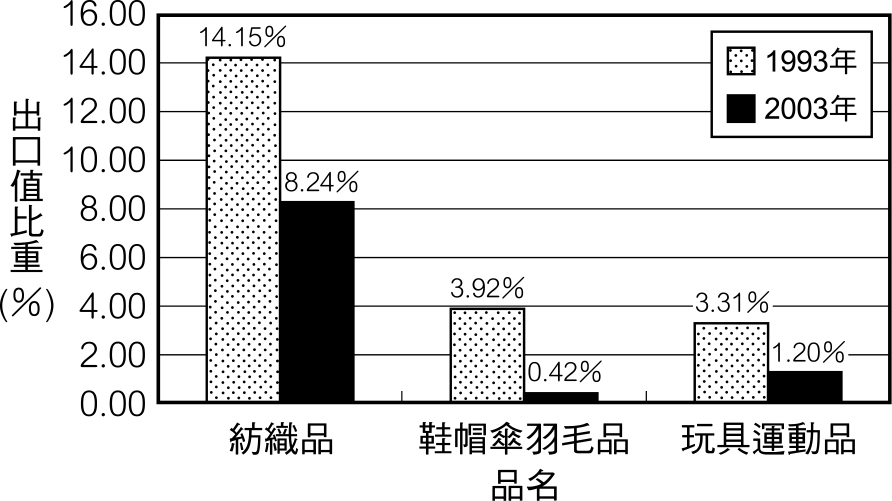 16.00
14.00
12.00
10.00
8.00
6.00
4.00
2.00
0.00
出口值比重
(%)
14.15%
8.24%
3.92%
0.42%
3.31%
1.20%
1993年
2003年
紡織品
鞋帽傘羽毛品
玩具運動品
品名